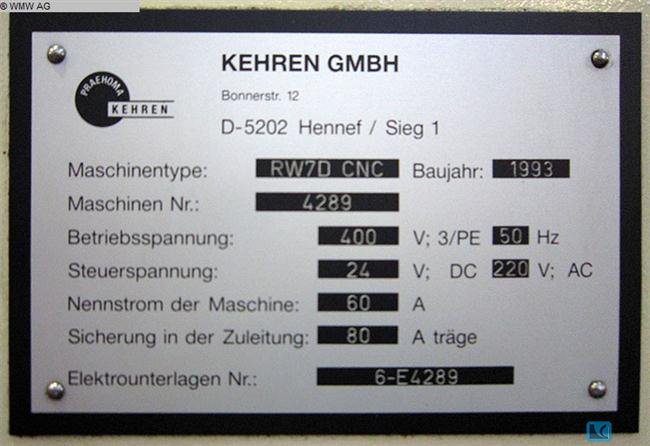 © WMW AG
KEHREN GMBH
Bonnerstr. 12
D-5202 Hennef / Sieg 1
PRAEHOMA
KEHREN
Maschinentype: RW7D CNC Baujahr: 1993
Maschinen Nr.: 4289
Betriebsspannung: 400 V; 3/PE 50 Hz
Steuerspannung: 24 V; DC 220 V; AC
Nennstrom der Maschine: 60 A
Sicherung in der Zuleitung: 80 A träge
Elektrounterlagen Nr.: 6-E4289